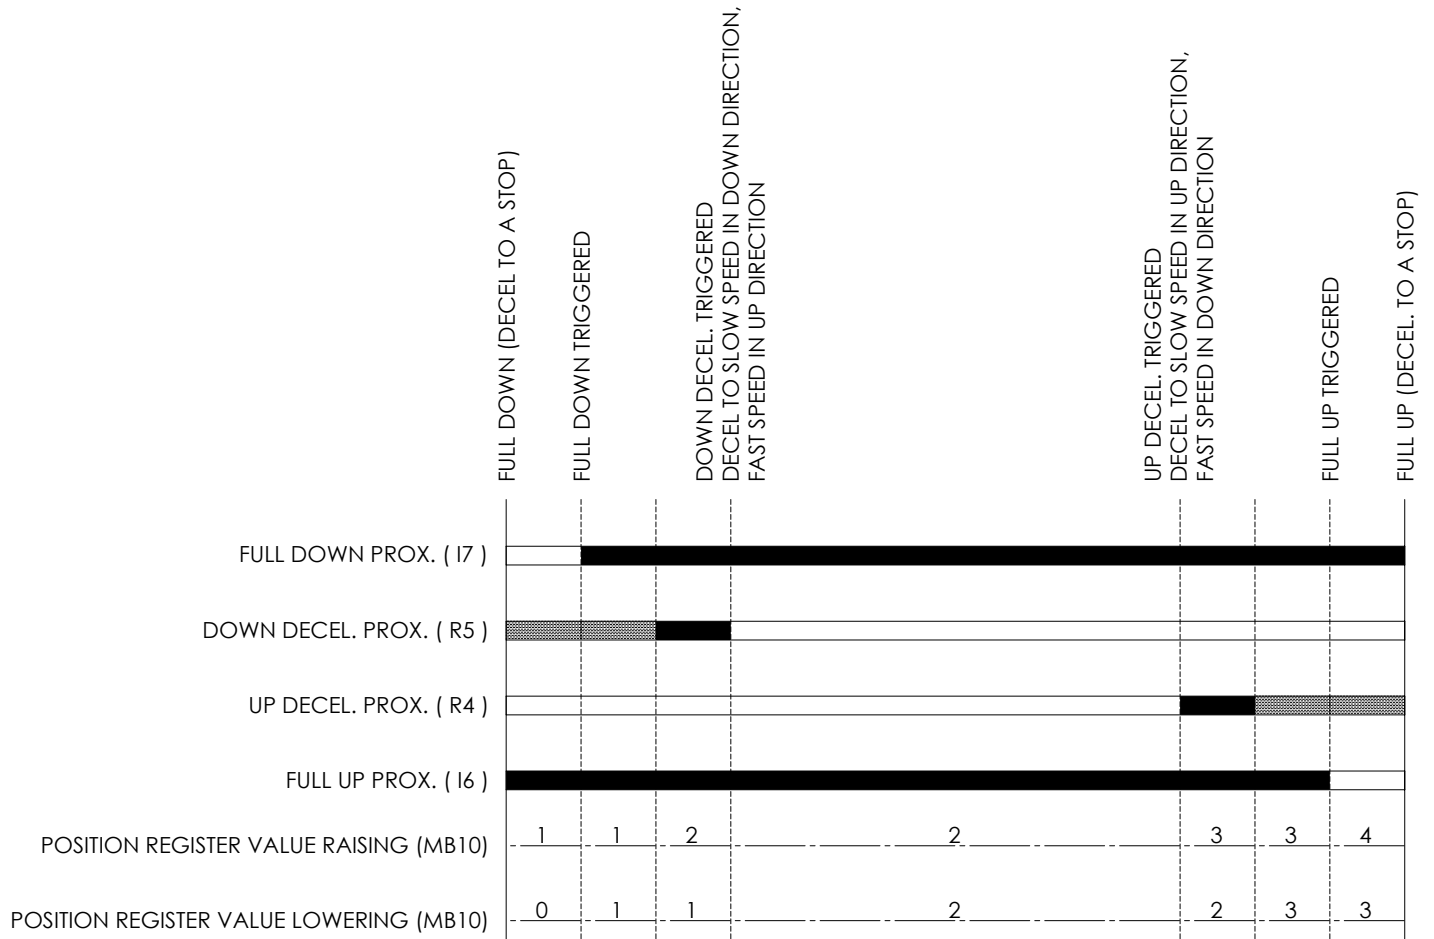 FULL DOWN (DECEL TO A STOP)
FULL DOWN TRIGGERED
DOWN DECEL. TRIGGERED
DECEL TO SLOW SPEED IN DOWN DIRECTION,
FAST SPEED IN UP DIRECTION
UP DECEL. TRIGGERED
DECEL TO SLOW SPEED IN UP DIRECTION,
FAST SPEED IN DOWN DIRECTION
FULL UP TRIGGERED
FULL UP (DECEL. TO A STOP)
FULL DOWN PROX. ( I7 )
DOWN DECEL. PROX. ( R5 )
UP DECEL. PROX. ( R4 )
FULL UP PROX. ( I6 )
POSITION REGISTER VALUE RAISING (MB10) 1 1 2 2 3 3 4
POSITION REGISTER VALUE LOWERING (MB10) 0 1 1 2 2 3 3